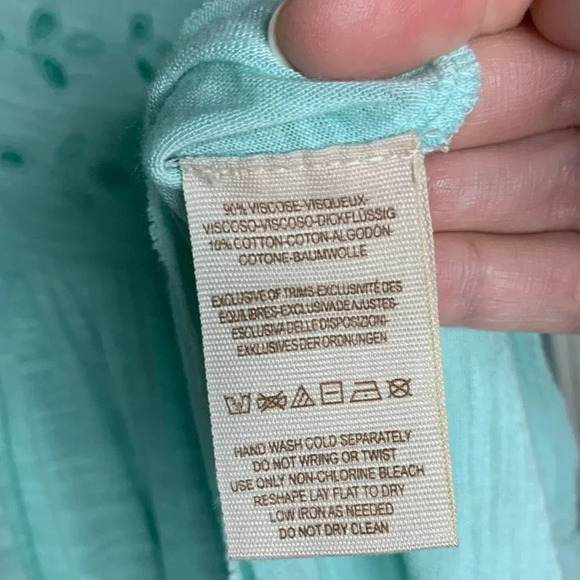 90% VISCOSE-VISQUEUX-
VISCOSO-VISCOSO-DICKFLÜSSIG
10% COTTON-COTON-ALGODÓN-
COTONE-BAUMWOLLE
EXCLUSIVE OF TRIMS-EXCLUSIVITÉ DES
EQUILIBRES-EXCLUSIVA DE AJUSTES-
ESCLUSIVA DELLE DISPOSIZIONI-
EXKLUSIVES DER ORDNUNGEN
HAND WASH COLD SEPARATELY
DO NOT WRING OR TWIST
USE ONLY NON-CHLORINE BLEACH
RESHAPE LAY FLAT TO DRY
LOW IRON AS NEEDED
DO NOT DRY CLEAN